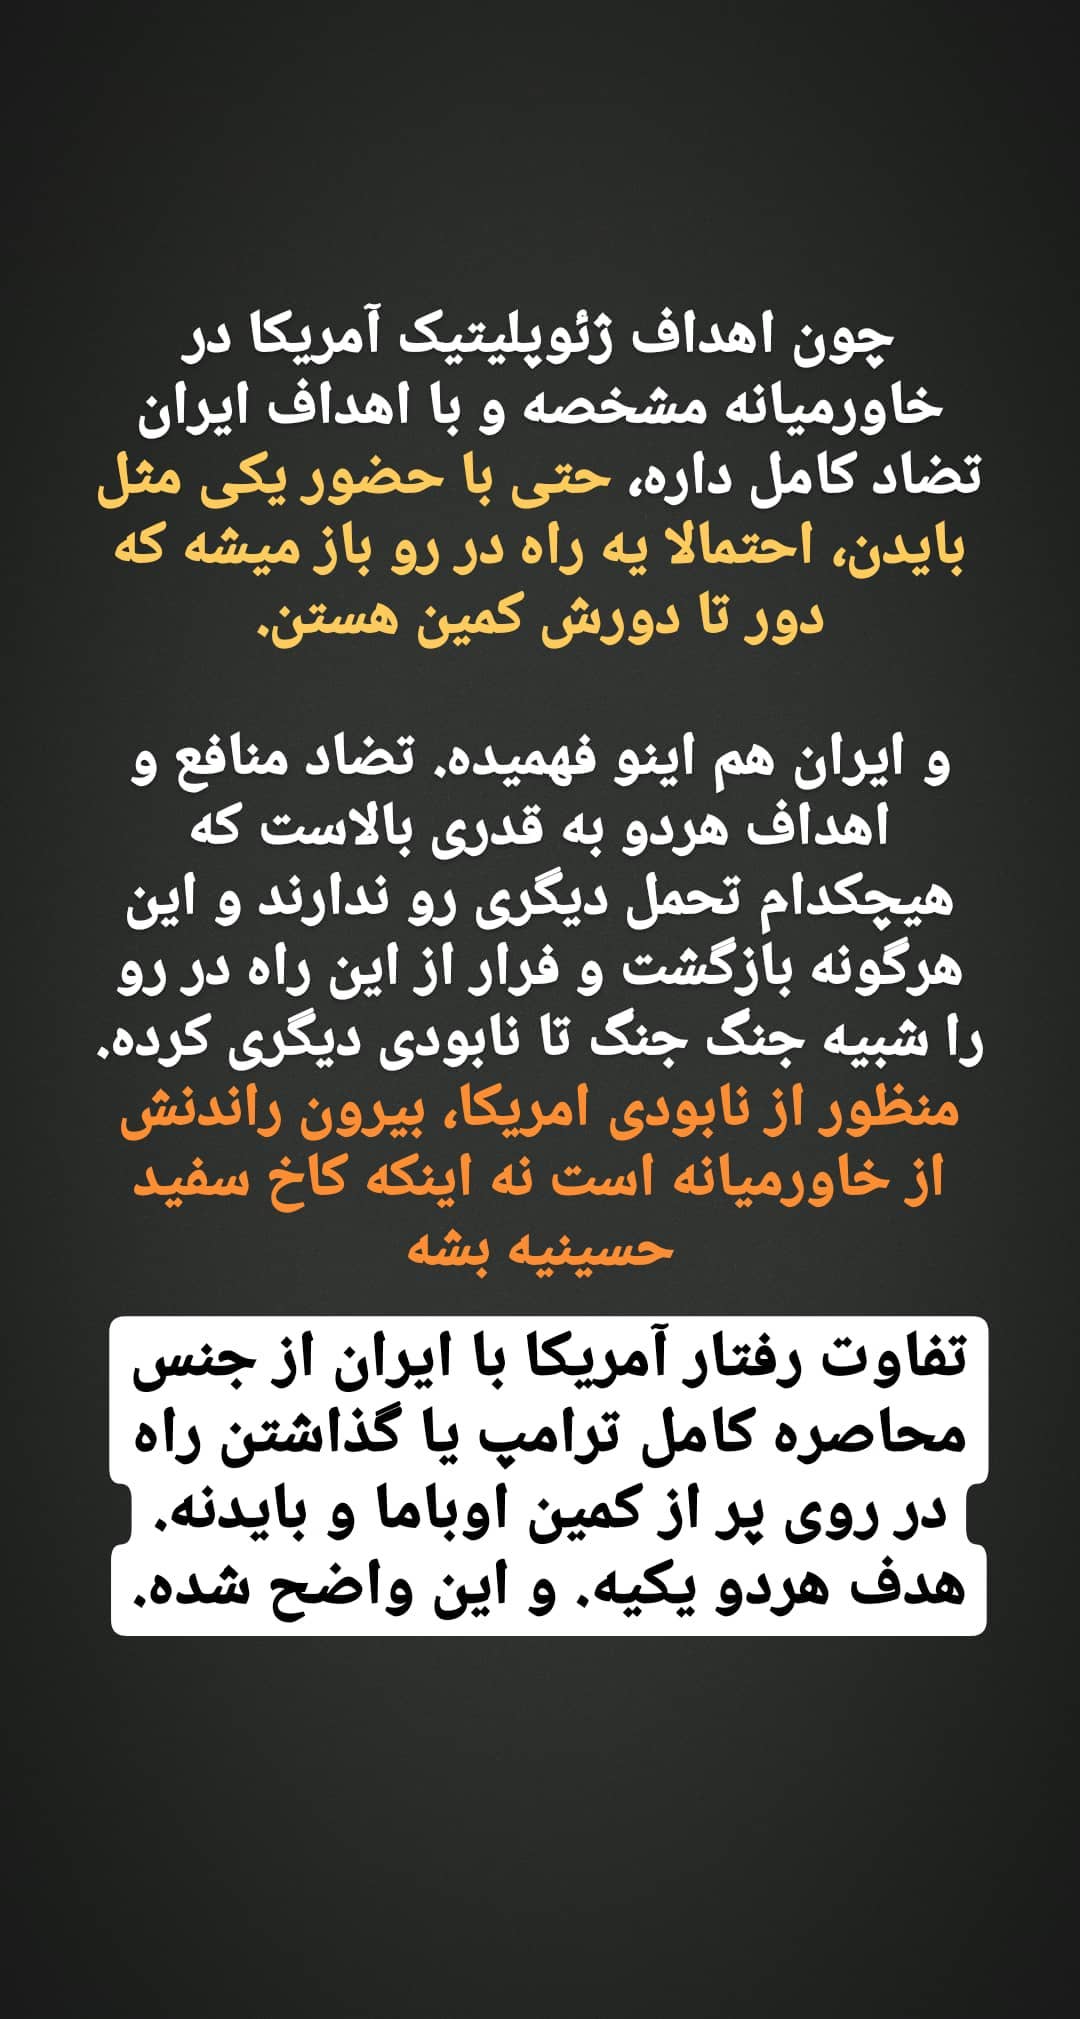 چون اهداف ژئوپلیتیک آمریکا در
خاورمیانه مشخصه و با اهداف ایران
تضاد کامل داره، حتی با حضور یکی مثل
بایدن، احتمالا یه راه در رو باز میشه که
دور تا دورش کمین هستن.
و ایران هم اینو فهمیده. تضاد منافع و
اهداف هردو به قدری بالاست که
هیچکدام تحمل دیگری رو ندارند و این
هرگونه بازگشت و فرار از این راه در رو
را شبیه جنگ جنگ تا نابودی دیگری کرده.
منظور از نابودی امریکا، بیرون راندنش
از خاورمیانه است نه اینکه کاخ سفید
حسینیه بشه
تفاوت رفتار آمریکا با ایران از جنس
محاصره کامل ترامپ یا گذاشتن راه
در روی پر از کمین اوباما و بایدنه.
هدف هردو یکیه. و این واضح شده.